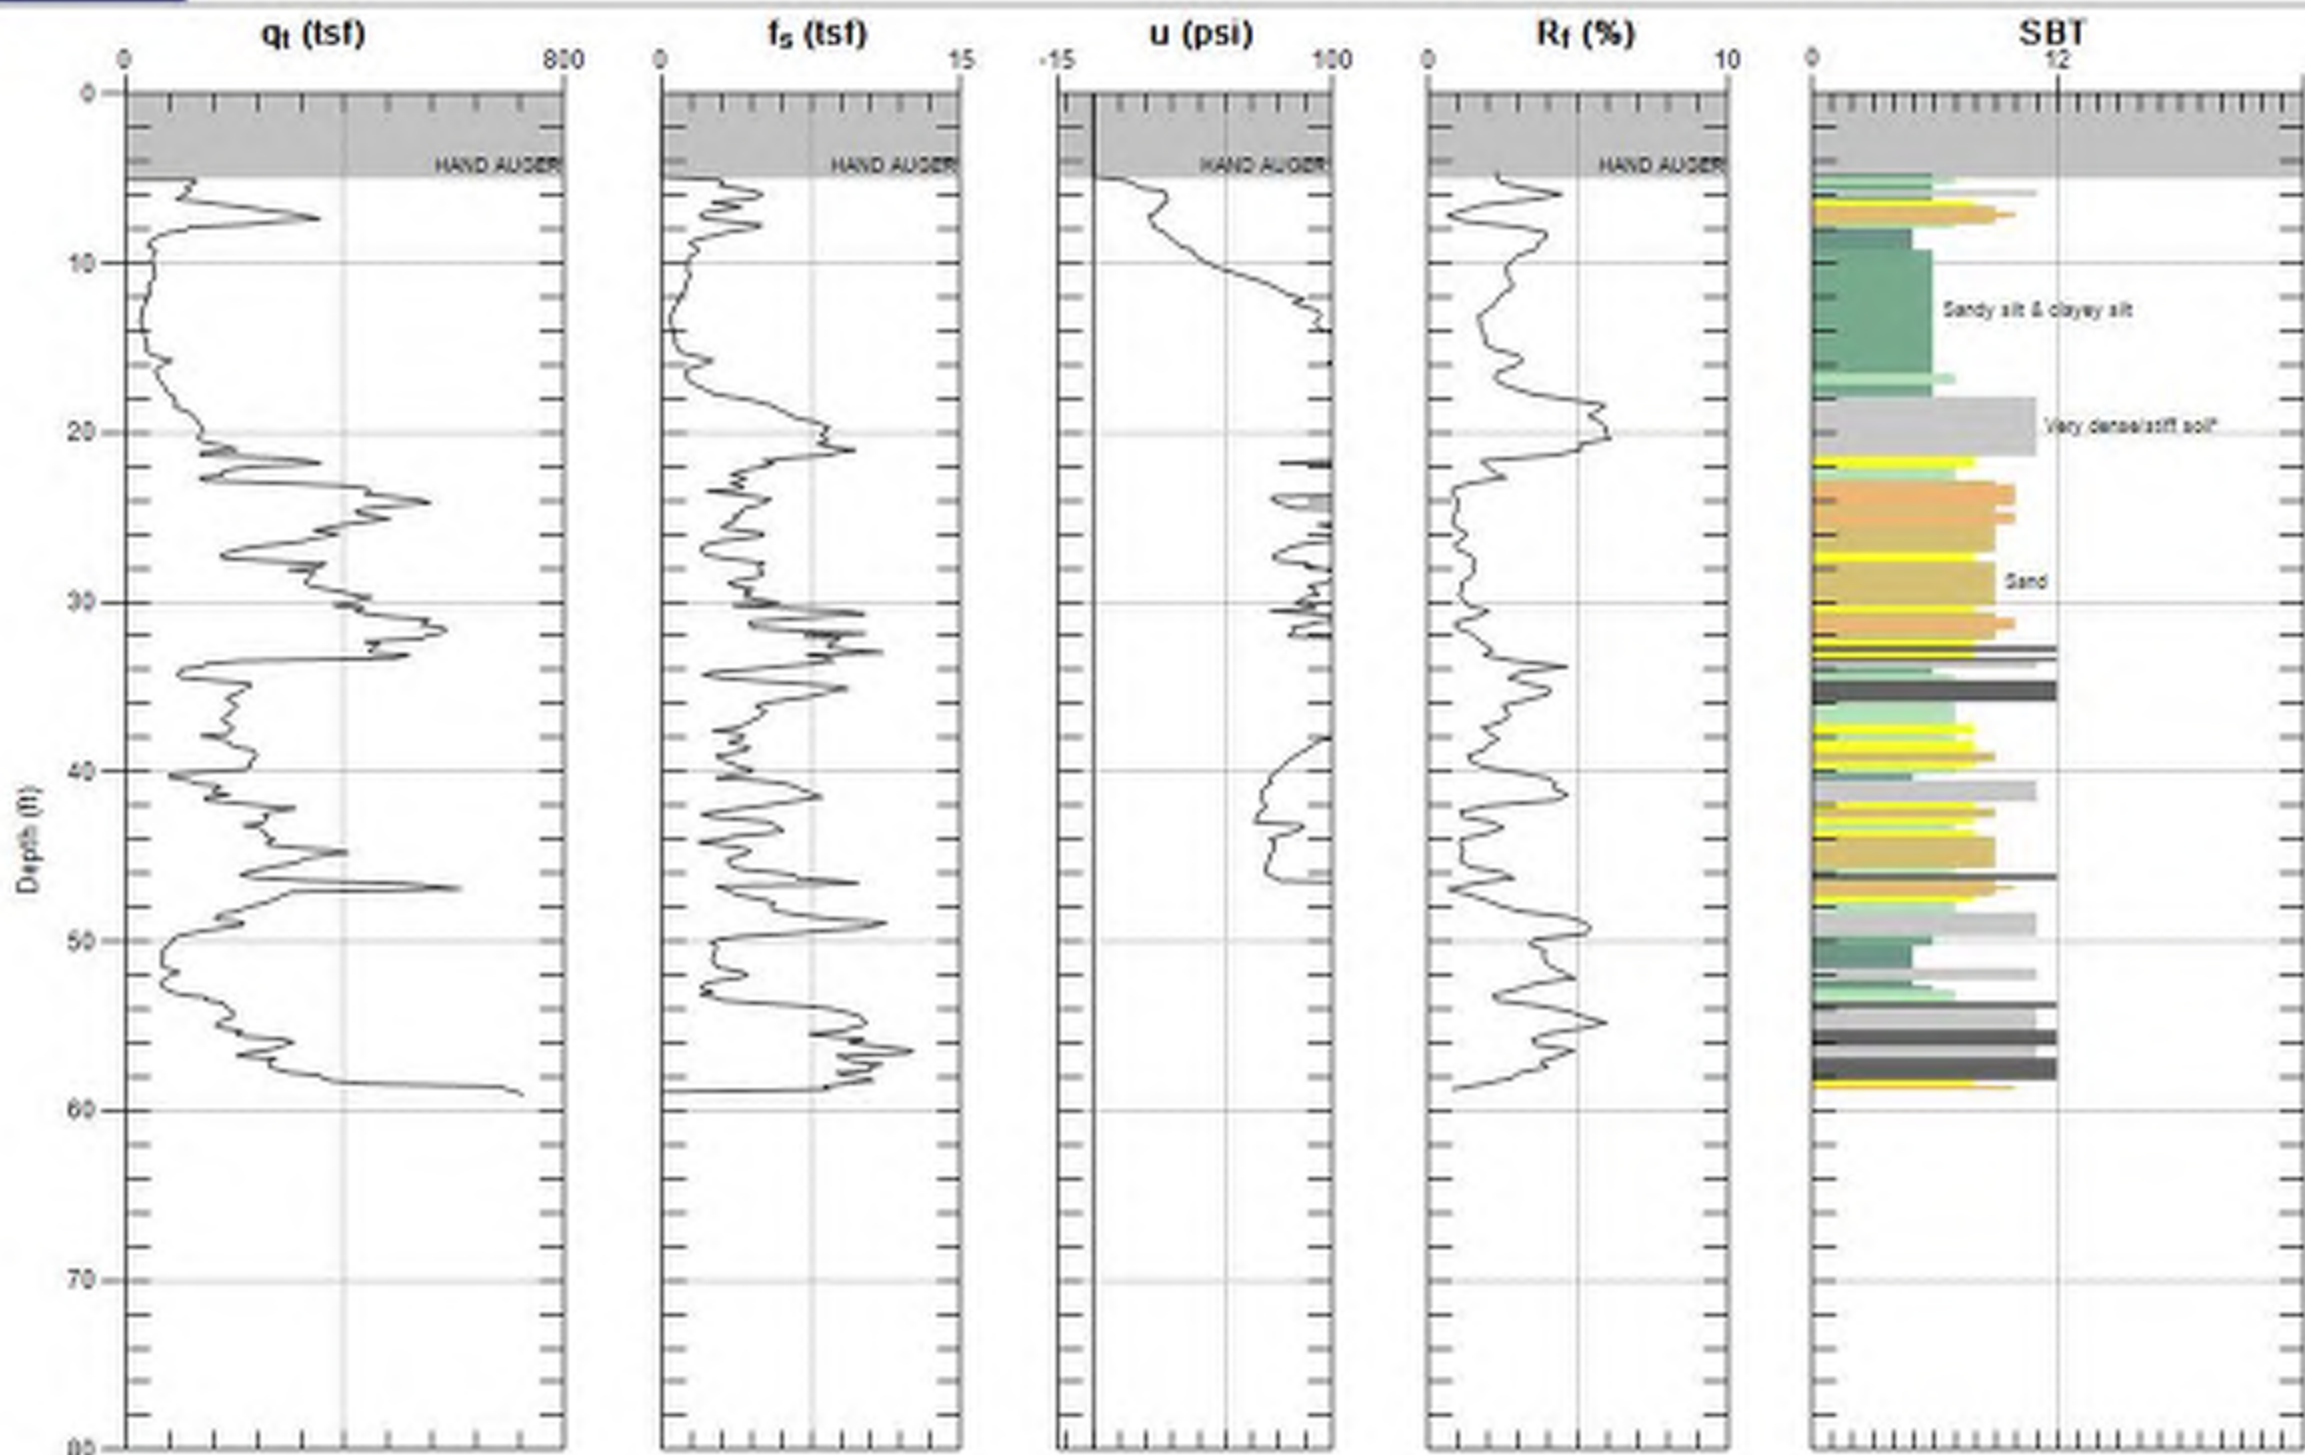 qt (tsf) fs (tsf) u (psi) Rf (%) SBT
0 800 0 15 -15 100 0 10 0 12
0
HAND AUGER HAND AUGER HAND AUGER HAND AUGER
10
Sandy silt & clayey silt
20
Very dense/stiff soil*
Sand
30
40
Depth (ft)
50
60
70
80